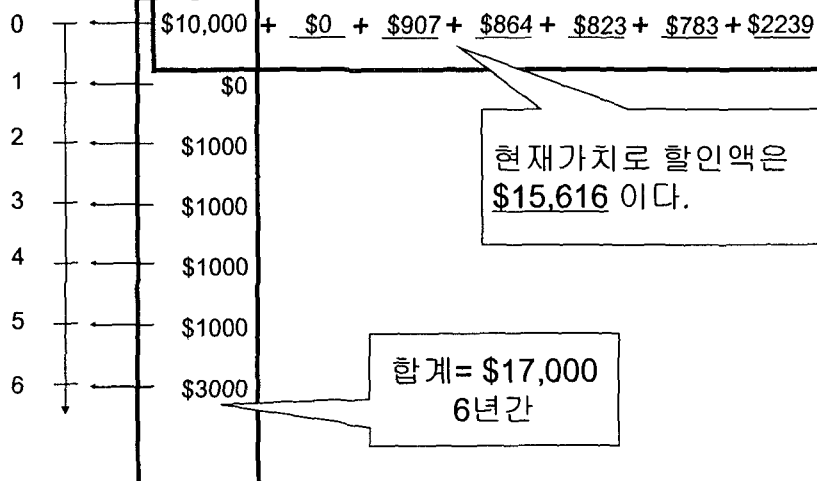 0 $10,000 + $0 + $907 + $864 + $823 + $783 + $2239
1 $0
2 $1000
현재가치로 할인액은
3 $1000
$15,616 이다.
4 $1000
5 $1000
6 $3000
합계= $17,000
6년간